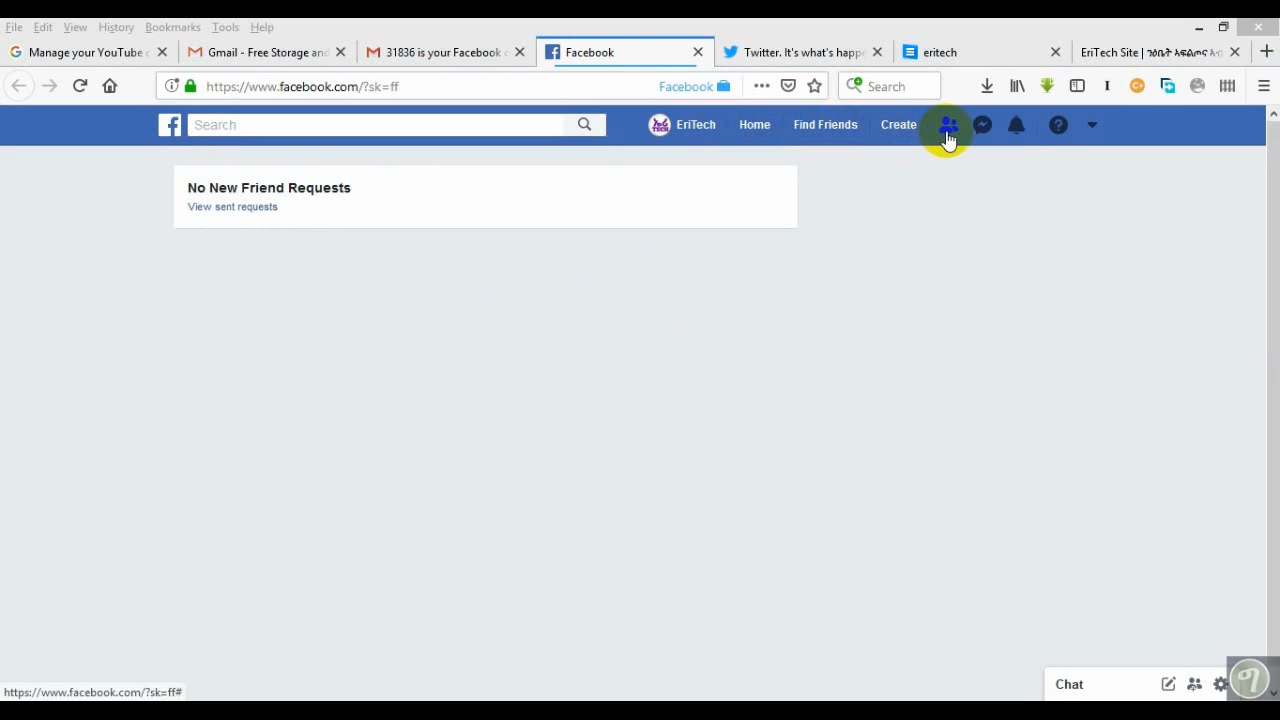 File Edit View History Bookmarks Tools Help
Manage your YouTube
Gmail - Free Storage and
31836 is your Facebook
Facebook
Twitter. It's what's happe
eritech
EriTech Site |
https://www.facebook.com/?sk=ff
Facebook
Search
Search
EriTech
Home
Find Friends
Create
No New Friend Requests
View sent requests
Chat
https://www.facebook.com/?sk=ff#